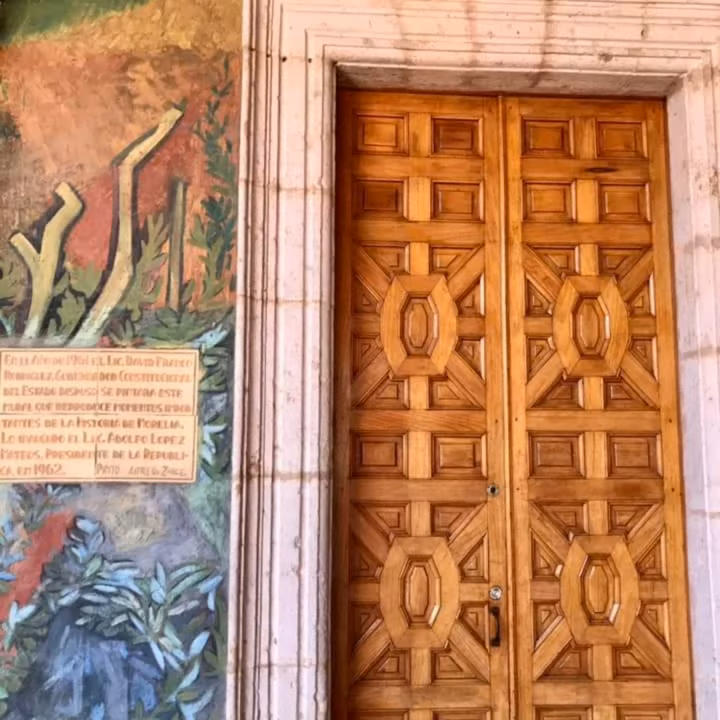 EN EL AÑO DE 1961 EL LIC. DAVID FRANCO
RODRIGUEZ, GOBERNADOR CONSTITUCIONAL
DEL ESTADO DISPUSO SE PINTARA ESTE
MURAL QUE REPRODUCE MOMENTOS IMPOR
TANTES DE LA HISTORIA DE MORELIA.
LO INAUGURO EL LIC. ADOLFO LOPEZ
MATEOS, PRESIDENTE DE LA REPUBLI-
CA EN 1962. PINTO ALFREDO ZALCE.